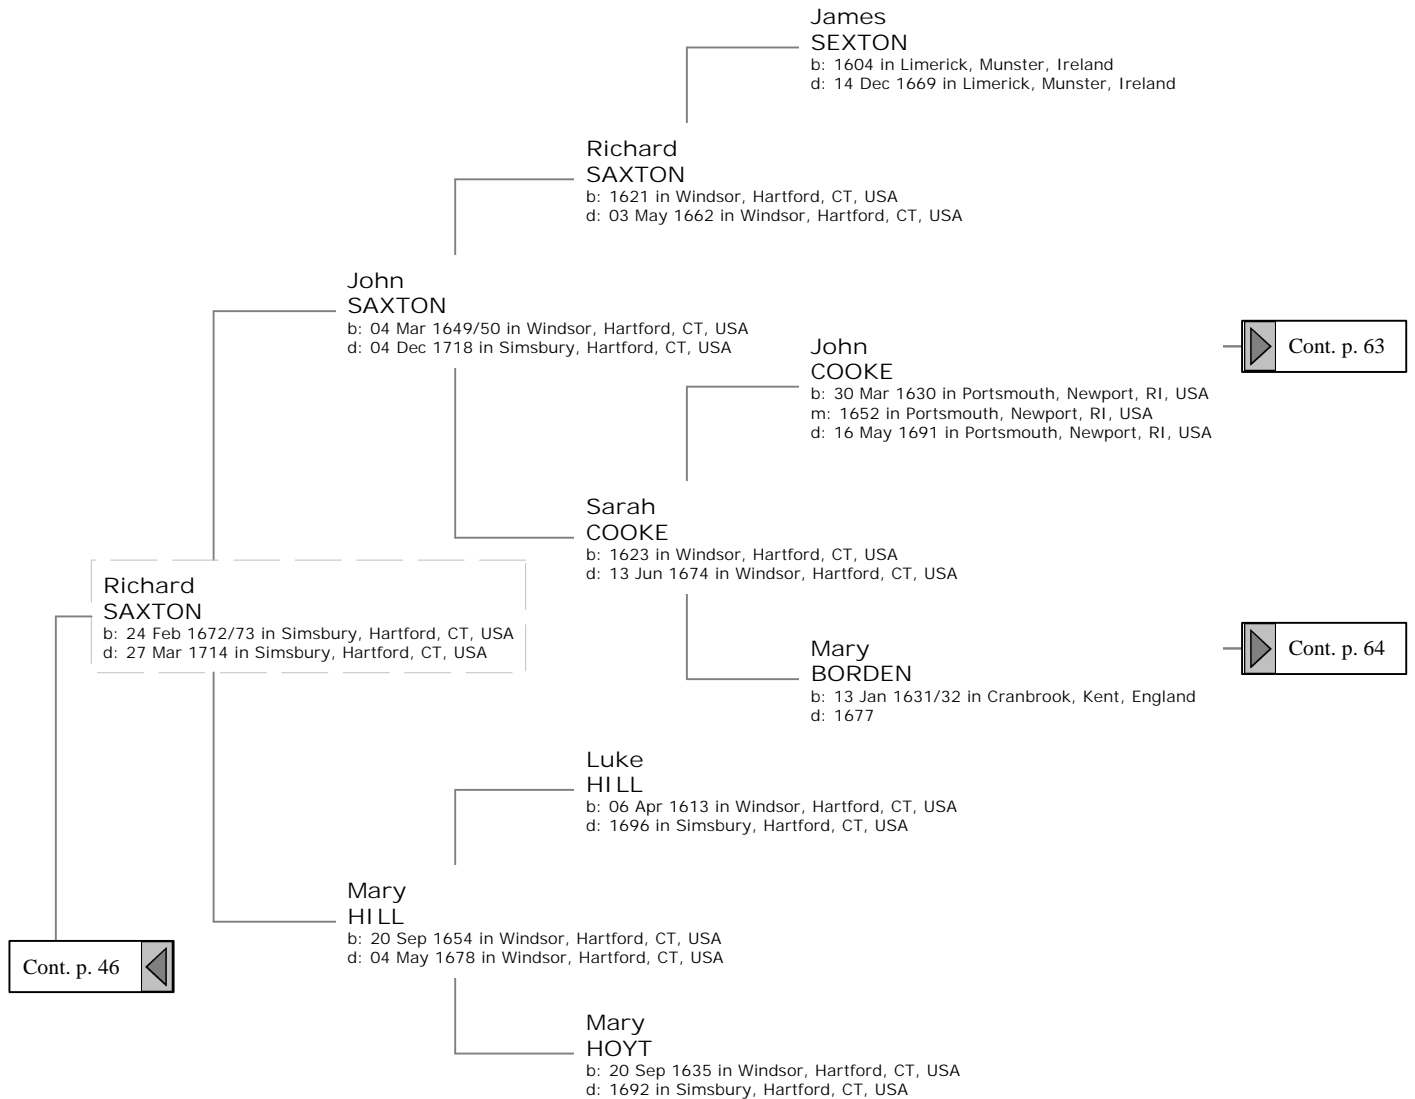 James
SEXTON
b: 1604 in Limerick, Munster, Ireland
d: 14 Dec 1669 in Limerick, Munster, Ireland
Richard
SAXTON
b: 1621 in Windsor, Hartford, CT, USA
d: 03 May 1662 in Windsor, Hartford, CT, USA
John
SAXTON
b: 04 Mar 1649/50 in Windsor, Hartford, CT, USA
d: 04 Dec 1718 in Simsbury, Hartford, CT, USA
John
COOKE
b: 30 Mar 1630 in Portsmouth, Newport, RI, USA
m: 1652 in Portsmouth, Newport, RI, USA
d: 16 May 1691 in Portsmouth, Newport, RI, USA
Cont. p. 63
Sarah
COOKE
b: 1623 in Windsor, Hartford, CT, USA
d: 13 Jun 1674 in Windsor, Hartford, CT, USA
Richard
SAXTON
b: 24 Feb 1672/73 in Simsbury, Hartford, CT, USA
d: 27 Mar 1714 in Simsbury, Hartford, CT, USA
Mary
BORDEN
b: 13 Jan 1631/32 in Cranbrook, Kent, England
d: 1677
Cont. p. 64
Luke
HILL
b: 06 Apr 1613 in Windsor, Hartford, CT, USA
d: 1696 in Simsbury, Hartford, CT, USA
Mary
HILL
b: 20 Sep 1654 in Windsor, Hartford, CT, USA
d: 04 May 1678 in Windsor, Hartford, CT, USA
Cont. p. 46
Mary
HOYT
b: 20 Sep 1635 in Windsor, Hartford, CT, USA
d: 1692 in Simsbury, Hartford, CT, USA